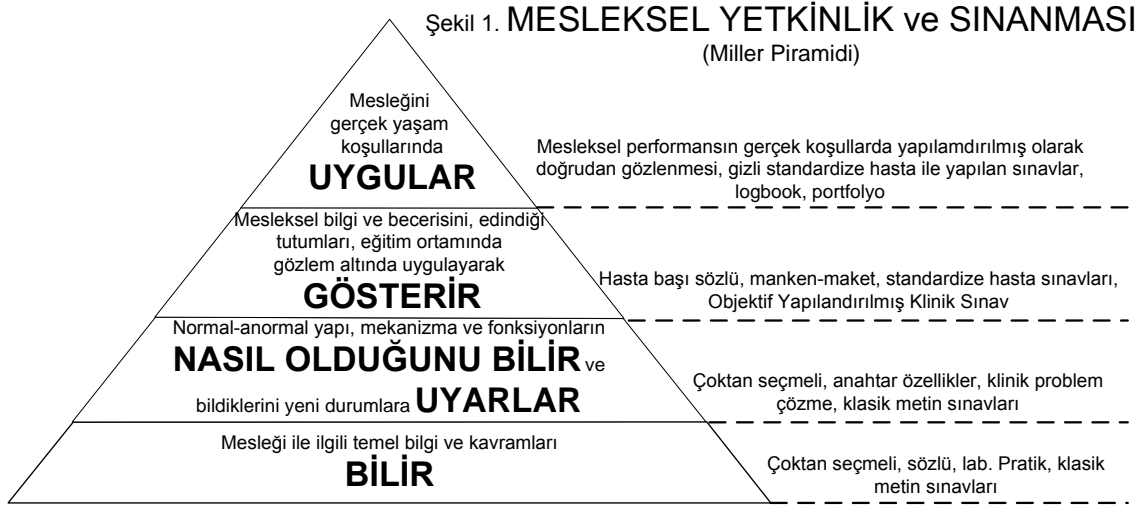 Şekil 1. MESLEKSEL YETKİNLİK ve SINANMASI
(Miller Piramidi)
Mesleğini
gerçek yaşam
koşullarında
UYGULAR
Mesleksel performansın gerçek koşullarda yapılamdırılmış olarak
doğrudan gözlenmesi, gizli standardize hasta ile yapılan sınavlar,
logbook, portfolyo
Mesleksel bilgi ve becerisini, edindiği
tutumları, eğitim ortamında
gözlem altında uygulayarak
GÖSTERİR
Hasta başı sözlü, manken-maket, standardize hasta sınavları,
Objektif Yapılandırılmış Klinik Sınav
Normal-anormal yapı, mekanizma ve fonksiyonların
NASIL OLDUĞUNU BİLİR ve
bildiklerini yeni durumlara UYARLAR
Çoktan seçmeli, anahtar özellikler, klinik problem
çözme, klasik metin sınavları
Mesleği ile ilgili temel bilgi ve kavramları
BİLİR
Çoktan seçmeli, sözlü, lab. Pratik, klasik
metin sınavları